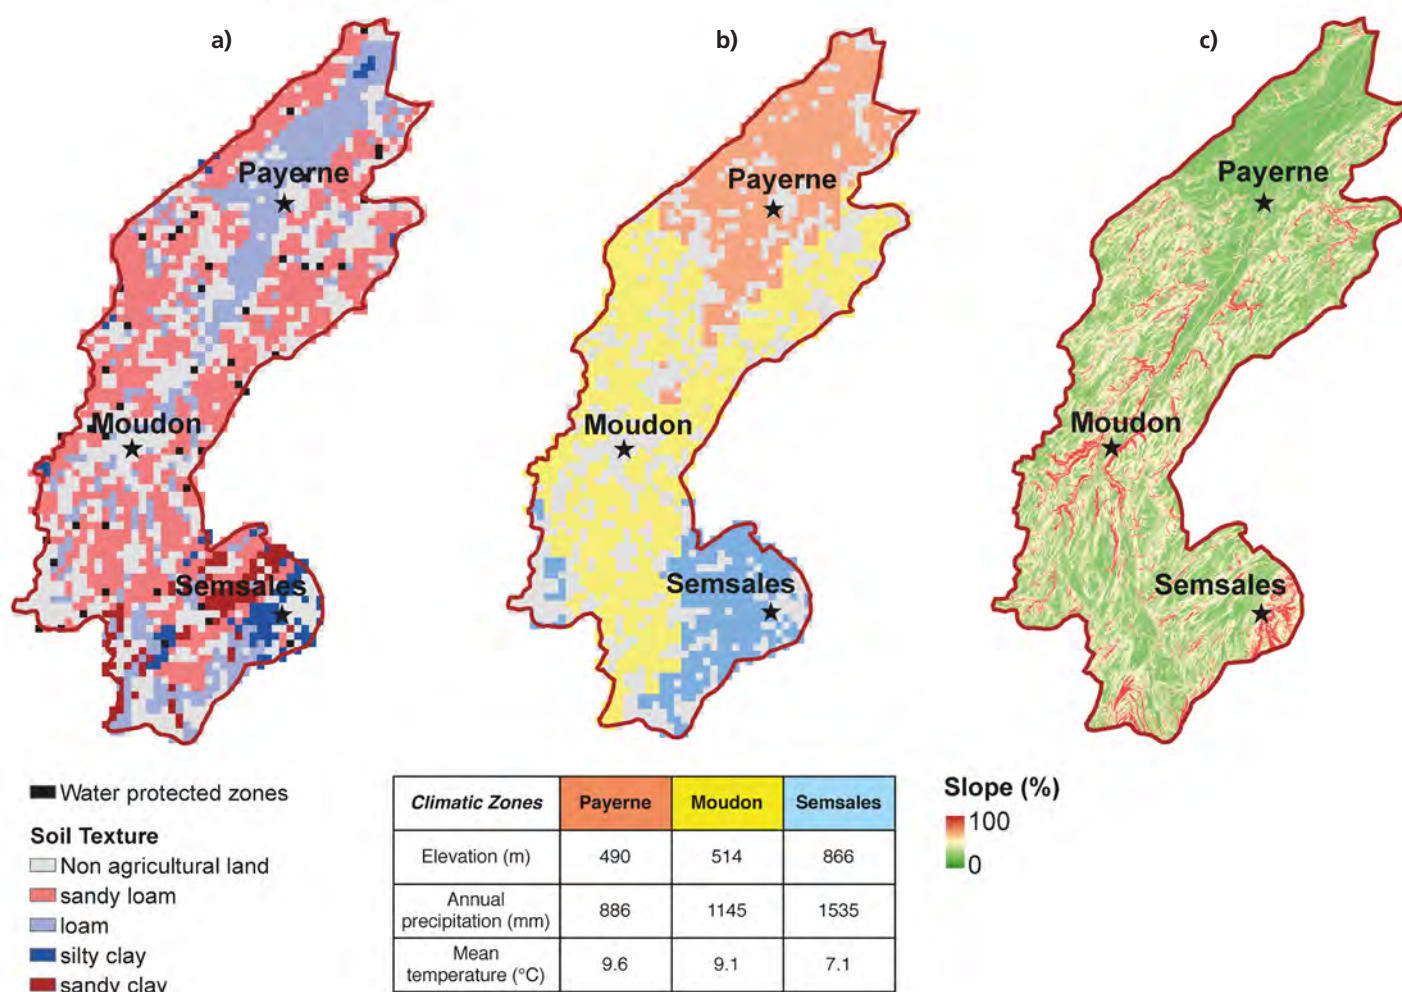 a)
b)
c)
Payerne
Payerne
Payerne
Moudon
Moudon
Moudon
Semsales
Semsales
Semsales
Water protected zones
Soil Texture
Non agricultural land
sandy loam
loam
silty clay
sandy clay
Climatic Zones Payerne Moudon Semsales
Elevation (m) 490 514 866
Annual
precipitation (mm) 886 1145 1535
Mean
temperature (°C) 9.6 9.1 7.1
Slope (%)
100
0